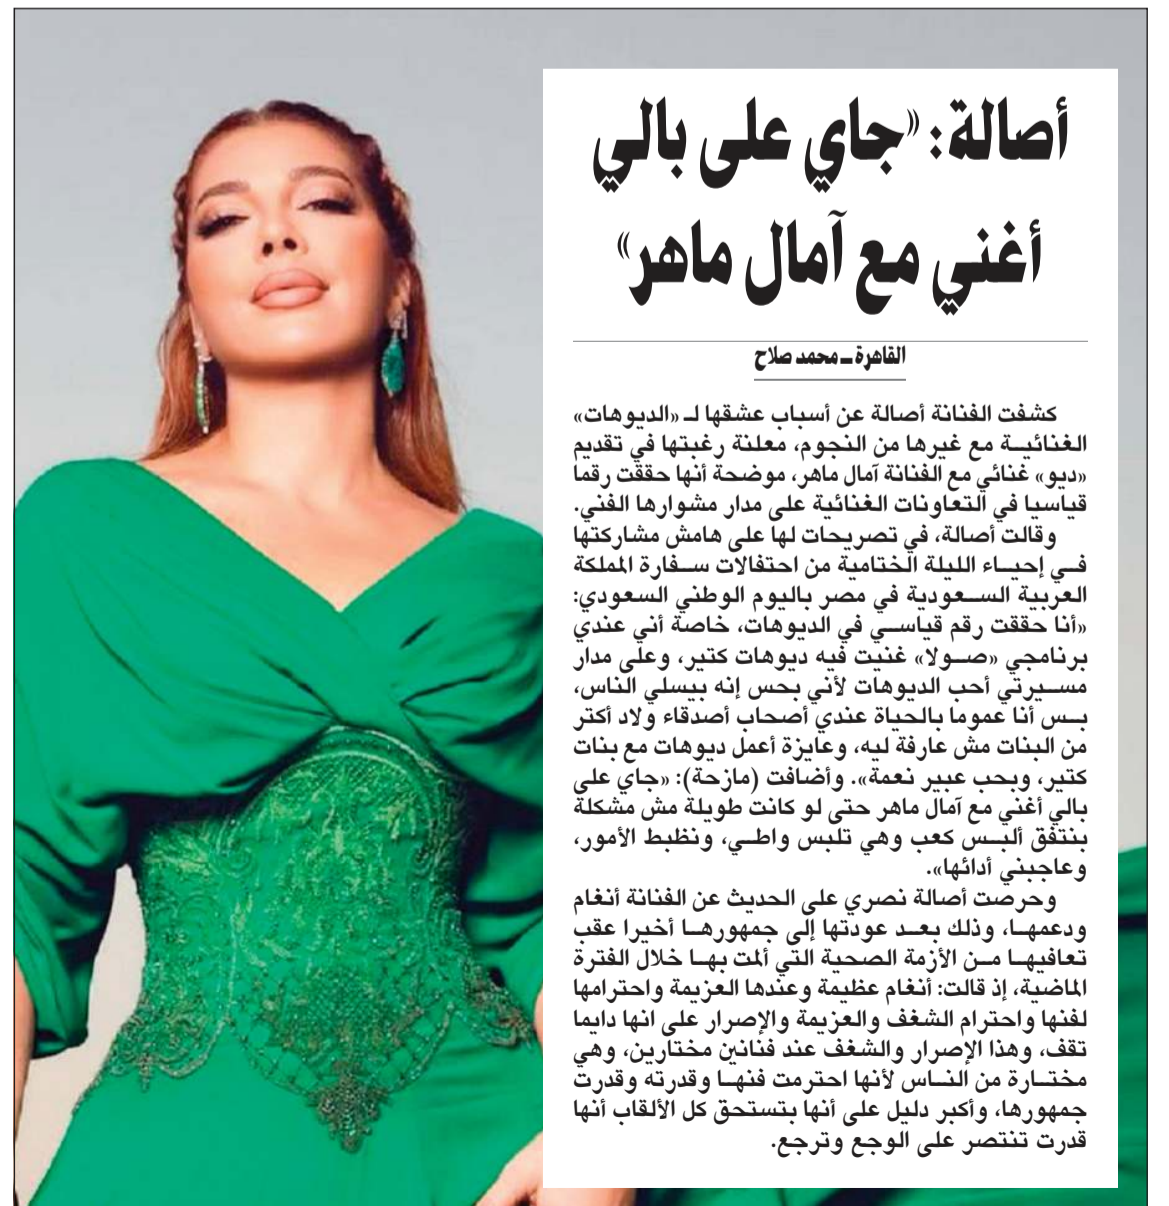 أصالة: «جاي على بالي
أغني مع آمال ماهر»
القاهرة ـ محمد صلاح
كشفت الفنانة أصالة عن أسباب عشقها لـ «الديوهات»
الغنائيـة مع غيرها من النجوم، معلنة رغبتها في تقديم
«ديو» غنائي مع الفنانة آمال ماهر، موضحة أنها حققت رقما
قياسيا في التعاونات الغنائية على مدار مشوارها الفني.
وقالت أصالة، في تصريحات لها على هامش مشاركتها
فـي إحيـاء الليلة الختامية من احتفالات سـفارة المملكة
العربية السـعودية في مصر باليوم الوطني السعودي:
«أنا حققت رقم قياسـي في الديوهات، خاصة أني عندي
برنامجي «صـولا» غنيت فيه ديوهات كتير، وعلى مدار
مسـيرتي أحب الديوهات لأني بحس إنه بيسلي الناس،
بـس أنا عموما بالحياة عندي أصحاب أصدقاء ولاد أكتر
من البنات مش عارفة ليه، وعايزة أعمل ديوهات مع بنات
كتير، وبحب عبير نعمة». وأضافت (مازحة): «جاي على
بالي أغني مع آمال ماهر حتى لو كانت طويلة مش مشكلة
بنتفق ألبـس كعب وهي تلبس واطـي، ونظبط الأمور،
وعاجبني أدائها».
وحرصت أصالة نصري على الحديث عن الفنانة أنغام
ودعمهـا، وذلك بعـد عودتها إلى جمهورهـا أخيرا عقب
تعافيهـا مـن الأزمة الصحية التي ألمت بهـا خلال الفترة
الماضية، إذ قالت: أنغام عظيمة وعندها العزيمة واحترامها
لفنها واحترام الشغف والعزيمة والإصرار على انها دايما
تقف، وهذا الإصرار والشغف عند فنانين مختارين، وهي
مختـارة من النـاس لأنها احترمت فنهـا وقدرته وقدرت
جمهورها، وأكبر دليل على أنها بتستحق كل الألقاب أنها
قدرت تنتصر على الوجع وترجع.